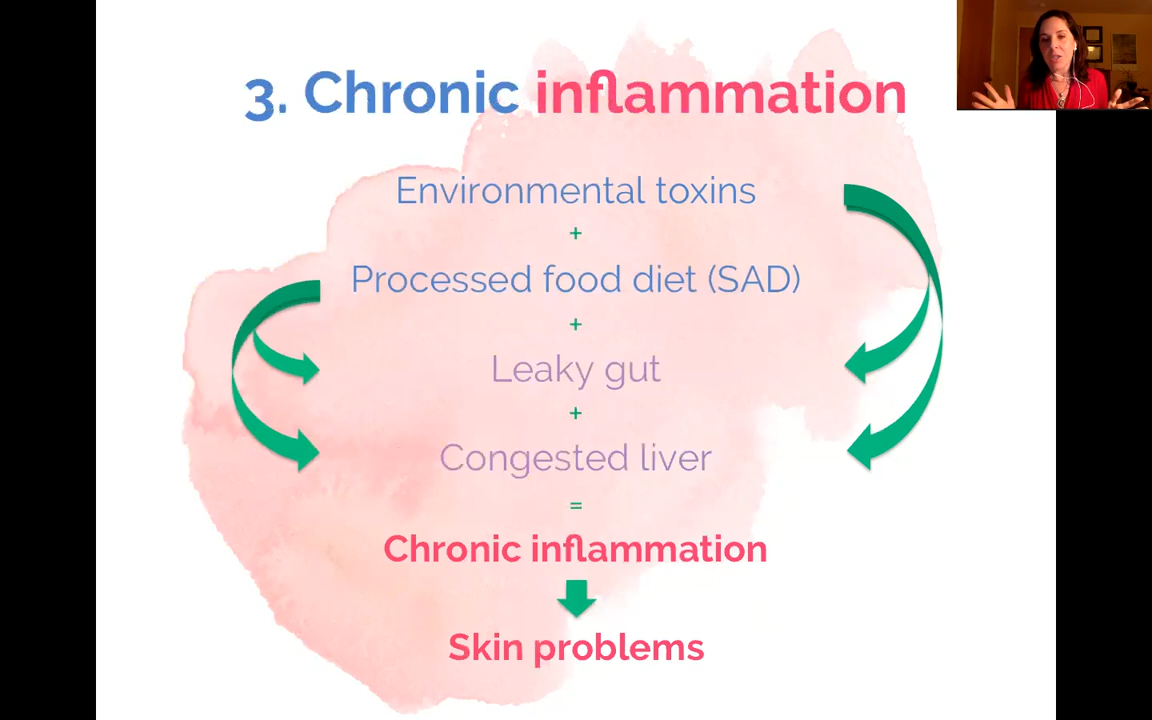 3. Chronic inflammation
Environmental toxins
+
Processed food diet (SAD)
+
Leaky gut
+
Congested liver
=
Chronic inflammation
Skin problems